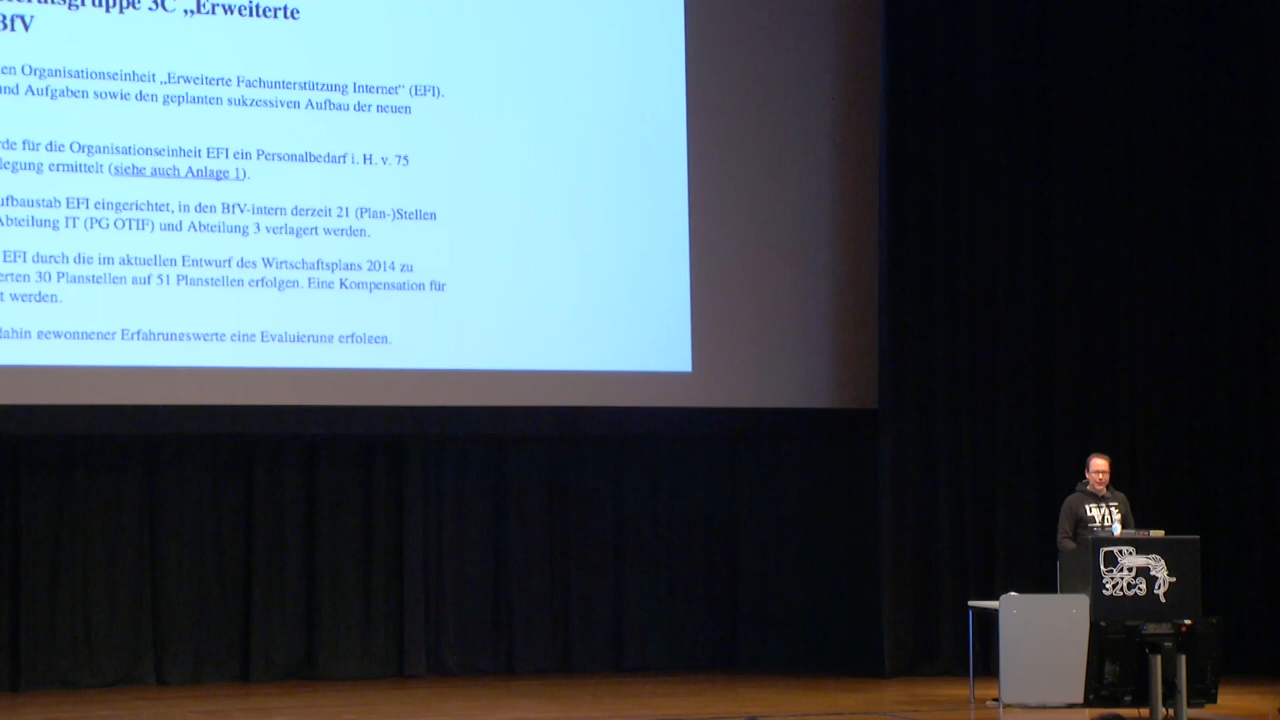 3C „Erweiterte
BfV
en Organisationseinheit „Erweiterte Fachunterstützung Internet“ (EFI).
und Aufgaben sowie den geplanten sukzessiven Aufbau der neuen
rde für die Organisationseinheit EFI ein Personalbedarf i. H. v. 75
legung ermittelt (siehe auch Anlage 1).
ufbaustab EFI eingerichtet, in den BfV-intern derzeit 21 (Plan-)Stellen
Abteilung IT (PG OTIF) und Abteilung 3 verlagert werden.
EFI durch die im aktuellen Entwurf des Wirtschaftsplans 2014 zu
erten 30 Planstellen auf 51 Planstellen erfolgen. Eine Kompensation für
t werden.
dahin gewonnener Erfahrungswerte eine Evaluierung erfolgen.
32C3